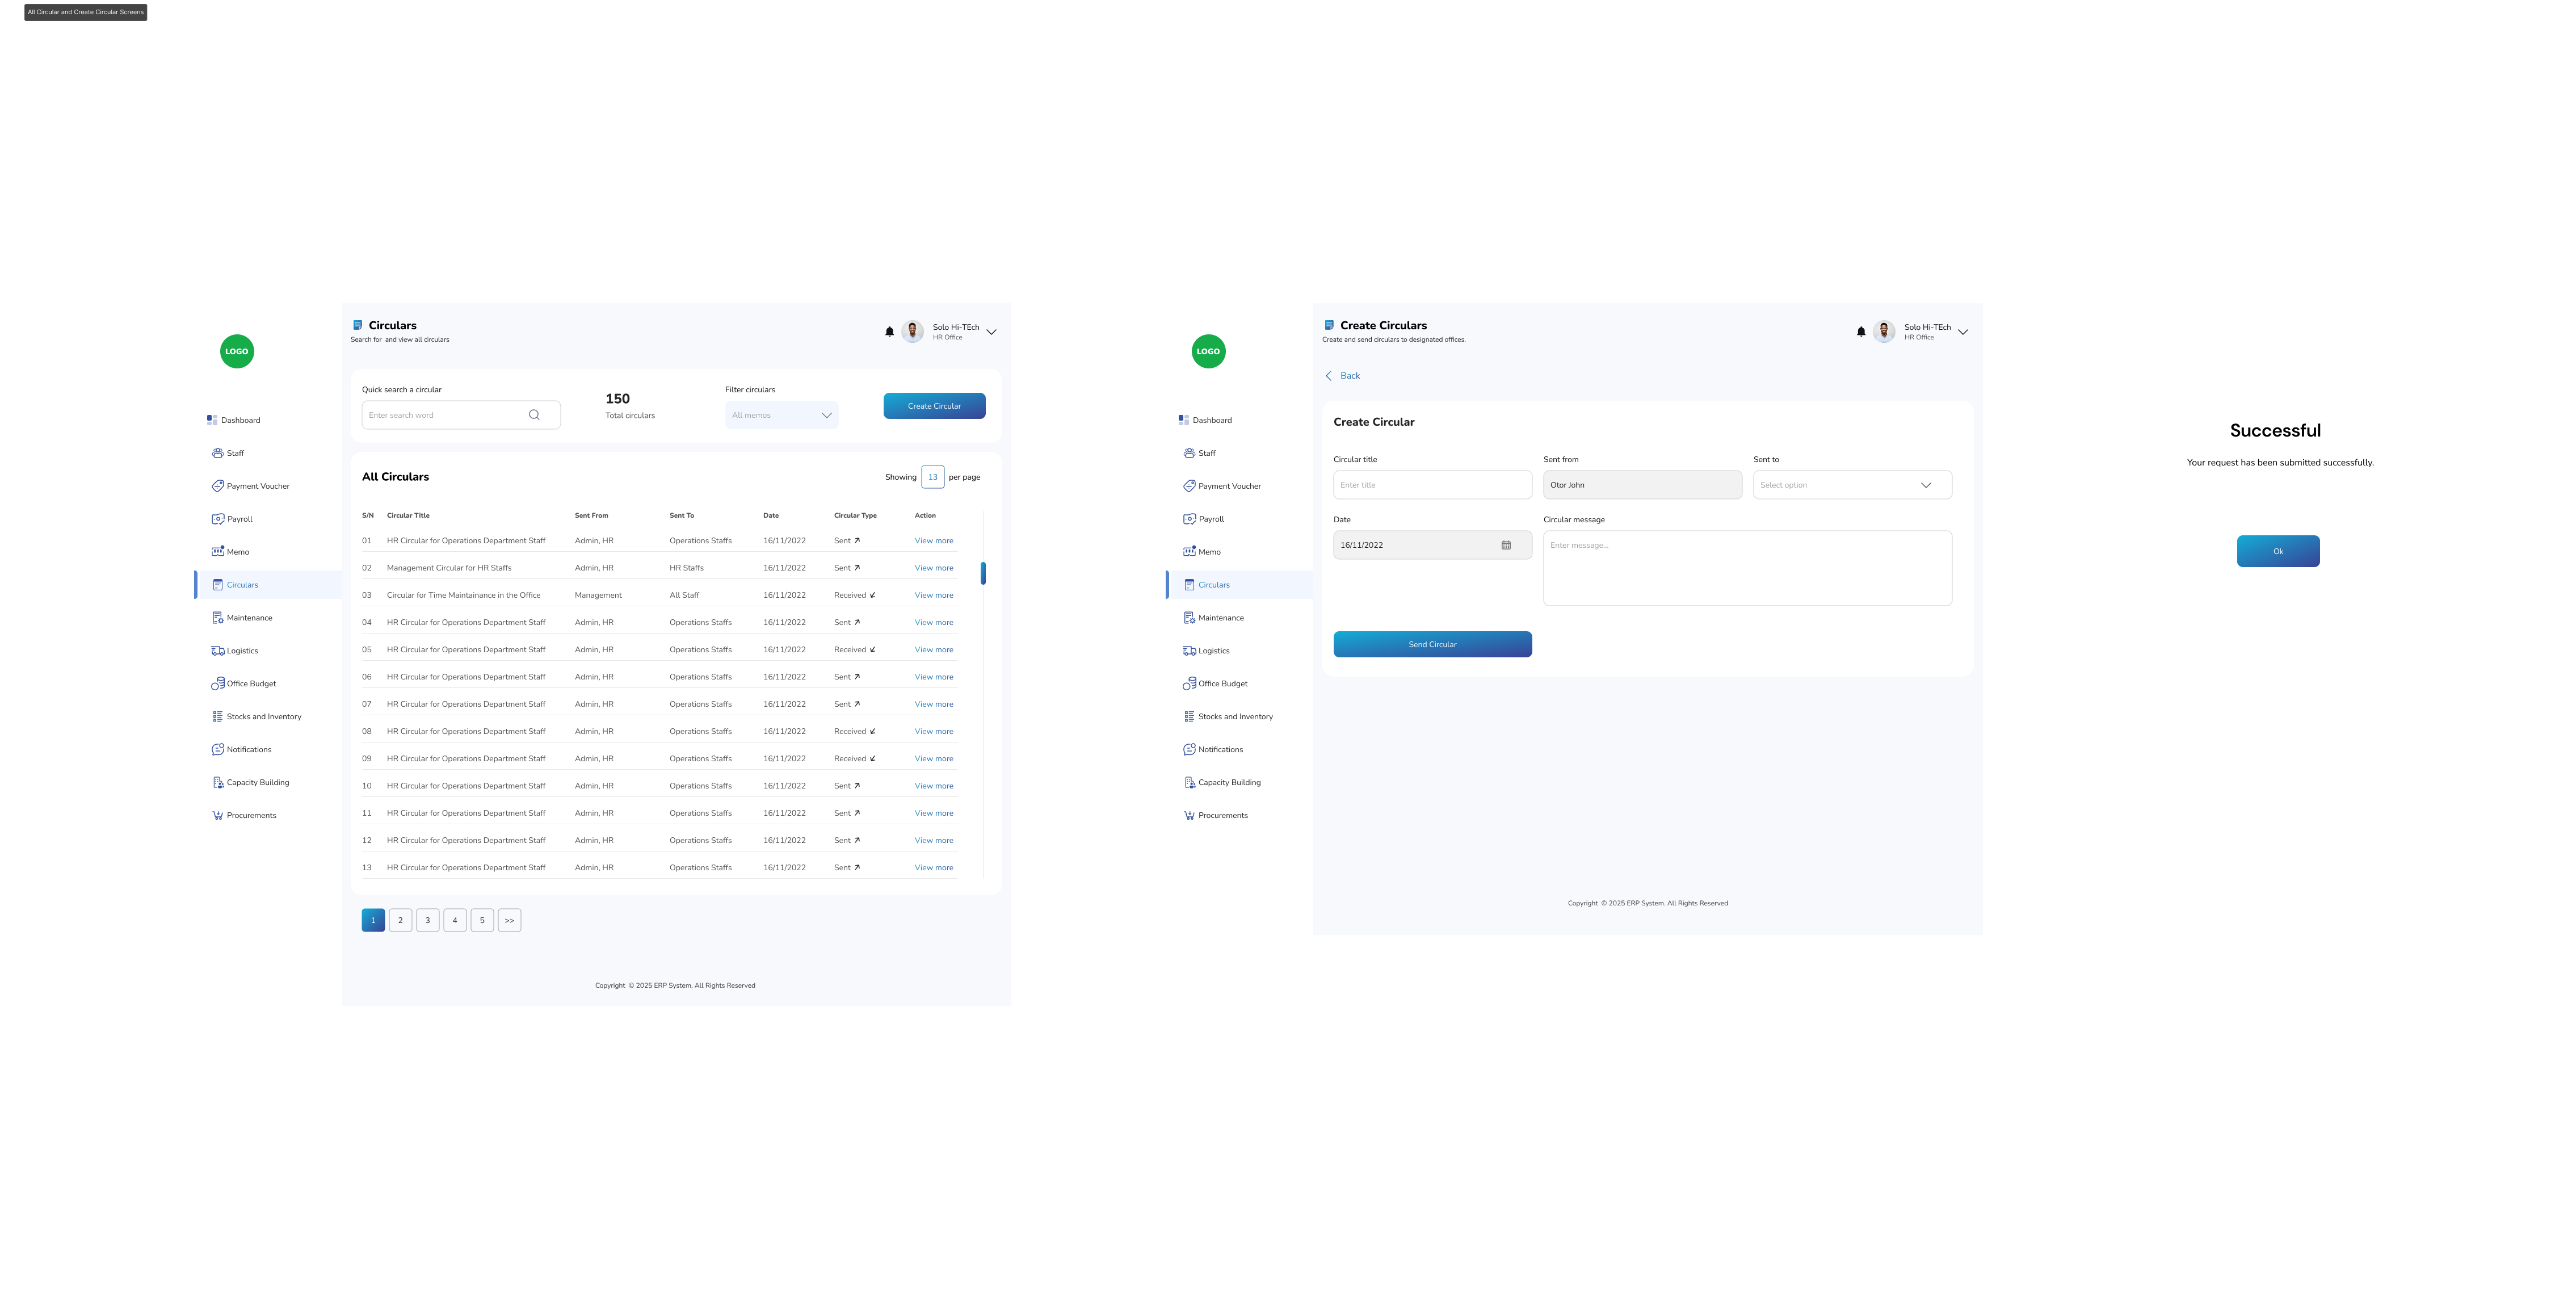 All Circular and Create Circular Screens
LOGO
Dashboard
Staff
Payment Voucher
Payroll
Memo
Circulars
Maintenance
Logistics
Office Budget
Stocks and Inventory
Notifications
Capacity Building
Procurements
Circulars
Search for and view all circulars
Solo Hi-TEch
HR Office
Quick search a circular
Enter search word
150
Total circulars
Filter circulars
All memos
Create Circular
All Circulars
Showing 13 per page
S/N Circular Title Sent From Sent To Date Circular Type Action
01 HR Circular for Operations Department Staff Admin, HR Operations Staffs 16/11/2022 Sent View more
02 Management Circular for HR Staffs Admin, HR HR Staffs 16/11/2022 Sent View more
03 Circular for Time Maintainance in the Office Management All Staff 16/11/2022 Received View more
04 HR Circular for Operations Department Staff Admin, HR Operations Staffs 16/11/2022 Sent View more
05 HR Circular for Operations Department Staff Admin, HR Operations Staffs 16/11/2022 Received View more
06 HR Circular for Operations Department Staff Admin, HR Operations Staffs 16/11/2022 Sent View more
07 HR Circular for Operations Department Staff Admin, HR Operations Staffs 16/11/2022 Sent View more
08 HR Circular for Operations Department Staff Admin, HR Operations Staffs 16/11/2022 Received View more
09 HR Circular for Operations Department Staff Admin, HR Operations Staffs 16/11/2022 Received View more
10 HR Circular for Operations Department Staff Admin, HR Operations Staffs 16/11/2022 Sent View more
11 HR Circular for Operations Department Staff Admin, HR Operations Staffs 16/11/2022 Sent View more
12 HR Circular for Operations Department Staff Admin, HR Operations Staffs 16/11/2022 Sent View more
13 HR Circular for Operations Department Staff Admin, HR Operations Staffs 16/11/2022 Sent View more
1 2 3 4 5 >>
Copyright © 2025 ERP System. All Rights Reserved
LOGO
Dashboard
Staff
Payment Voucher
Payroll
Memo
Circulars
Maintenance
Logistics
Office Budget
Stocks and Inventory
Notifications
Capacity Building
Procurements
Create Circulars
Create and send circulars to designated offices.
Solo Hi-TEch
HR Office
Back
Create Circular
Circular title Sent from Sent to
Enter title Otor John Select option
Date Circular message
16/11/2022 Enter message...
Send Circular
Copyright © 2025 ERP System. All Rights Reserved
Successful
Your request has been submitted successfully.
Ok